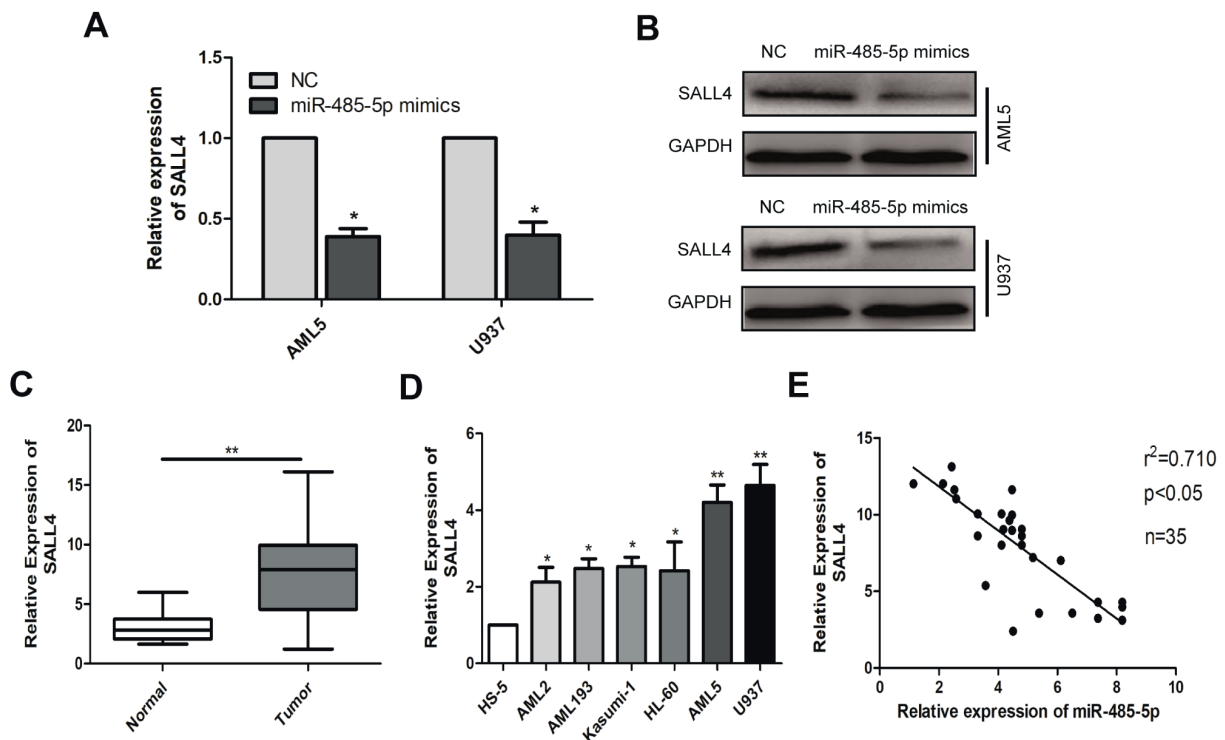 A
Relative expression
of SALL4
1.5
1.0
0.5
0.0
NC
miR-485-5p mimics
*
*
AML5
U937
B
NC miR-485-5p mimics
SALL4
GAPDH
AML5
NC miR-485-5p mimics
SALL4
GAPDH
U937
C
Relative Expression of
SALL4
20
15
10
5
0
**
Normal
Tumor
D
Relative Expression of
SALL4
6
4
2
0
*
*
*
*
**
**
HS-5
AML2
AML193
Kasumi-1
HL-60
AML5
U937
E
Relative Expression of
SALL4
15
10
5
0
0 2 4 6 8 10
Relative expression of miR-485-5p
r²=0.710
p<0.05
n=35